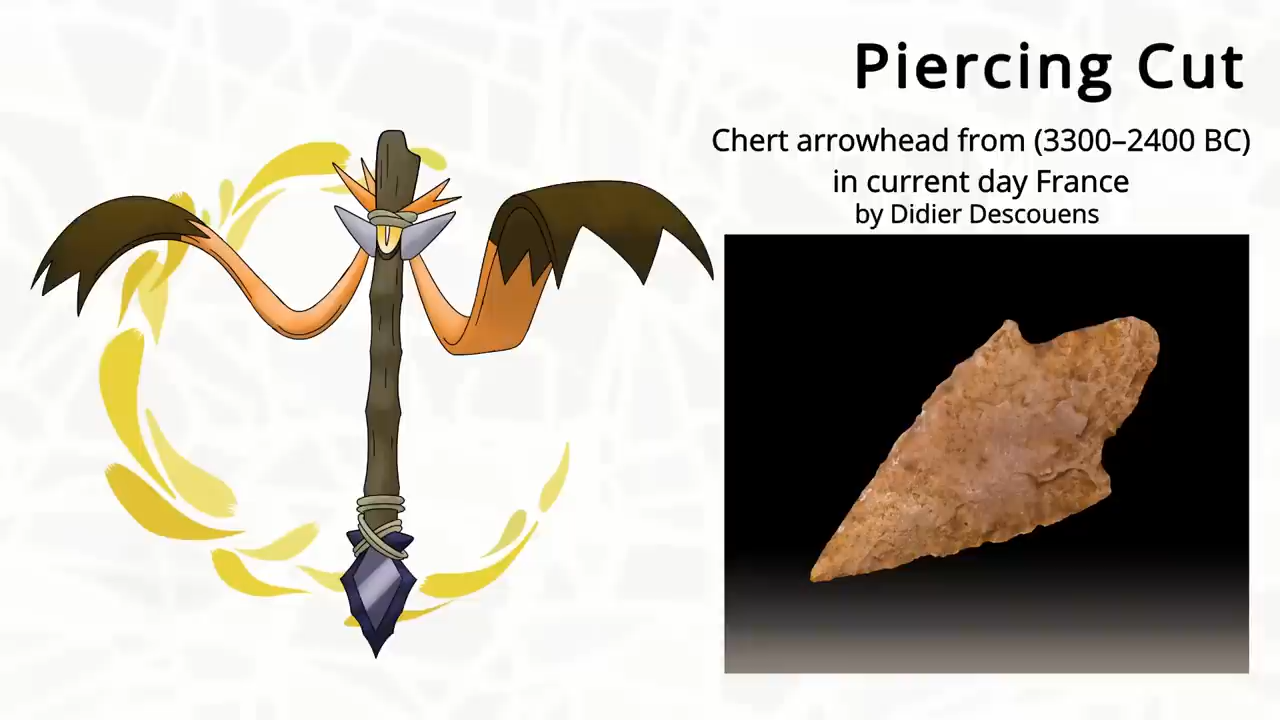 Piercing Cut
Chert arrowhead from (3300–2400 BC)
in current day France
by Didier Descouens